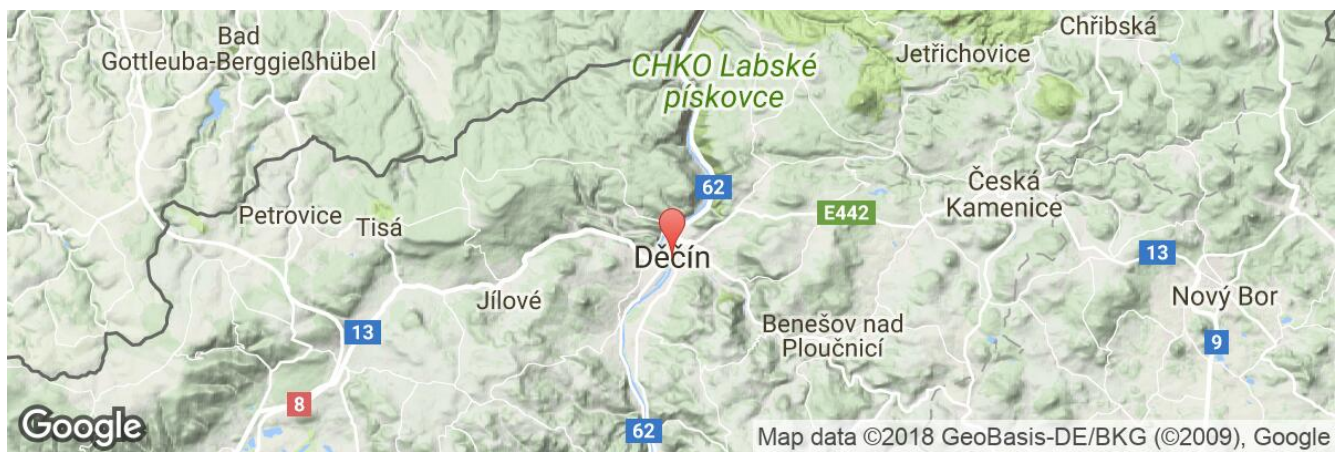 Bad
Gottleuba-Berggießhübel
CHKO Labské
pískovce
Chřibská
Jetřichovice
62
Petrovice
Tisá
E442
Česká
Kamenice
Děčín
13
Jílové
Nový Bor
13
Benešov nad
Ploučnicí
9
8
62
Google
Map data ©2018 GeoBasis-DE/BKG (©2009), Google